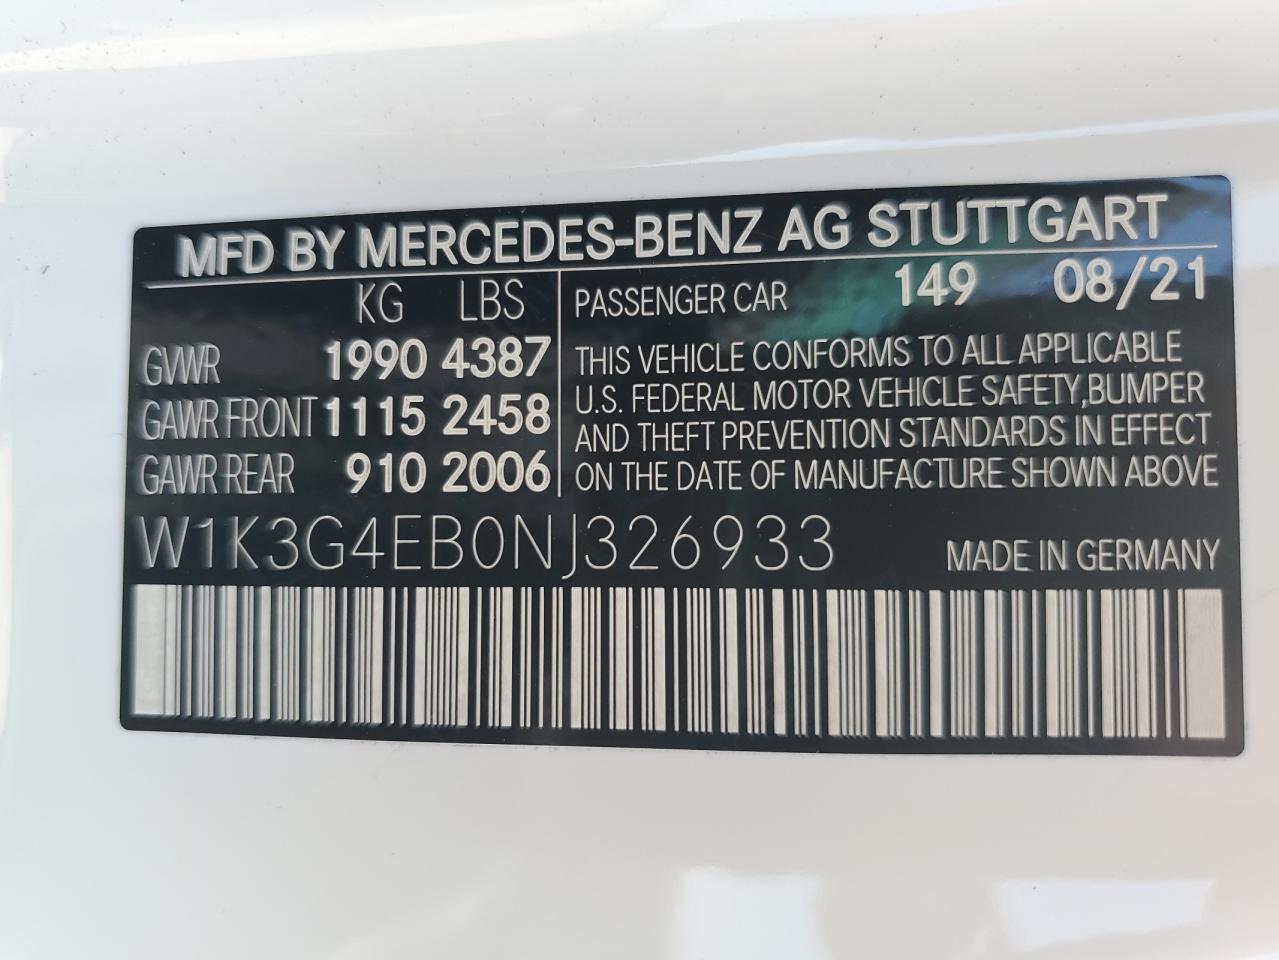 MFD BY MERCEDES-BENZ AG STUTTGART
KG LBS
GVWR 1990 4387
GAWR FRONT 1115 2458
GAWR REAR 910 2006
PASSENGER CAR 149 08/21
THIS VEHICLE CONFORMS TO ALL APPLICABLE
U.S. FEDERAL MOTOR VEHICLE SAFETY,BUMPER
AND THEFT PREVENTION STANDARDS IN EFFECT
ON THE DATE OF MANUFACTURE SHOWN ABOVE
W1K3G4EB0NJ326933 MADE IN GERMANY